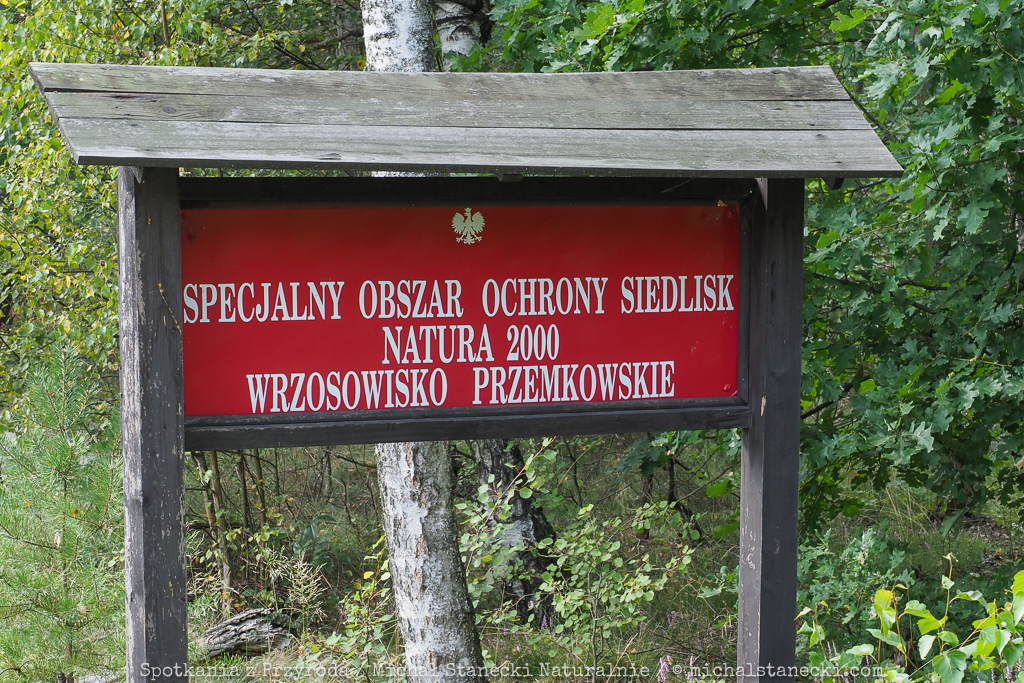 SPECJALNY OBSZAR OCHRONY SIEDLISK
NATURA 2000
WRZOSOWISKO PRZEMKOWSKIE
Spotkania z Przyrodą / Michał Stanecki Naturalnie / © michalstanecki.com